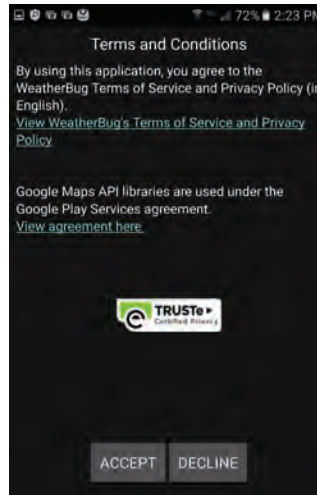 72% 2:23 PM
Terms and Conditions
By using this application, you agree to the
WeatherBug Terms of Service and Privacy Policy (in
English).
View WeatherBug's Terms of Service and Privacy
Policy
Google Maps API libraries are used under the
Google Play Services agreement.
View agreement here
TRUSTe
Certified Privacy
ACCEPT DECLINE